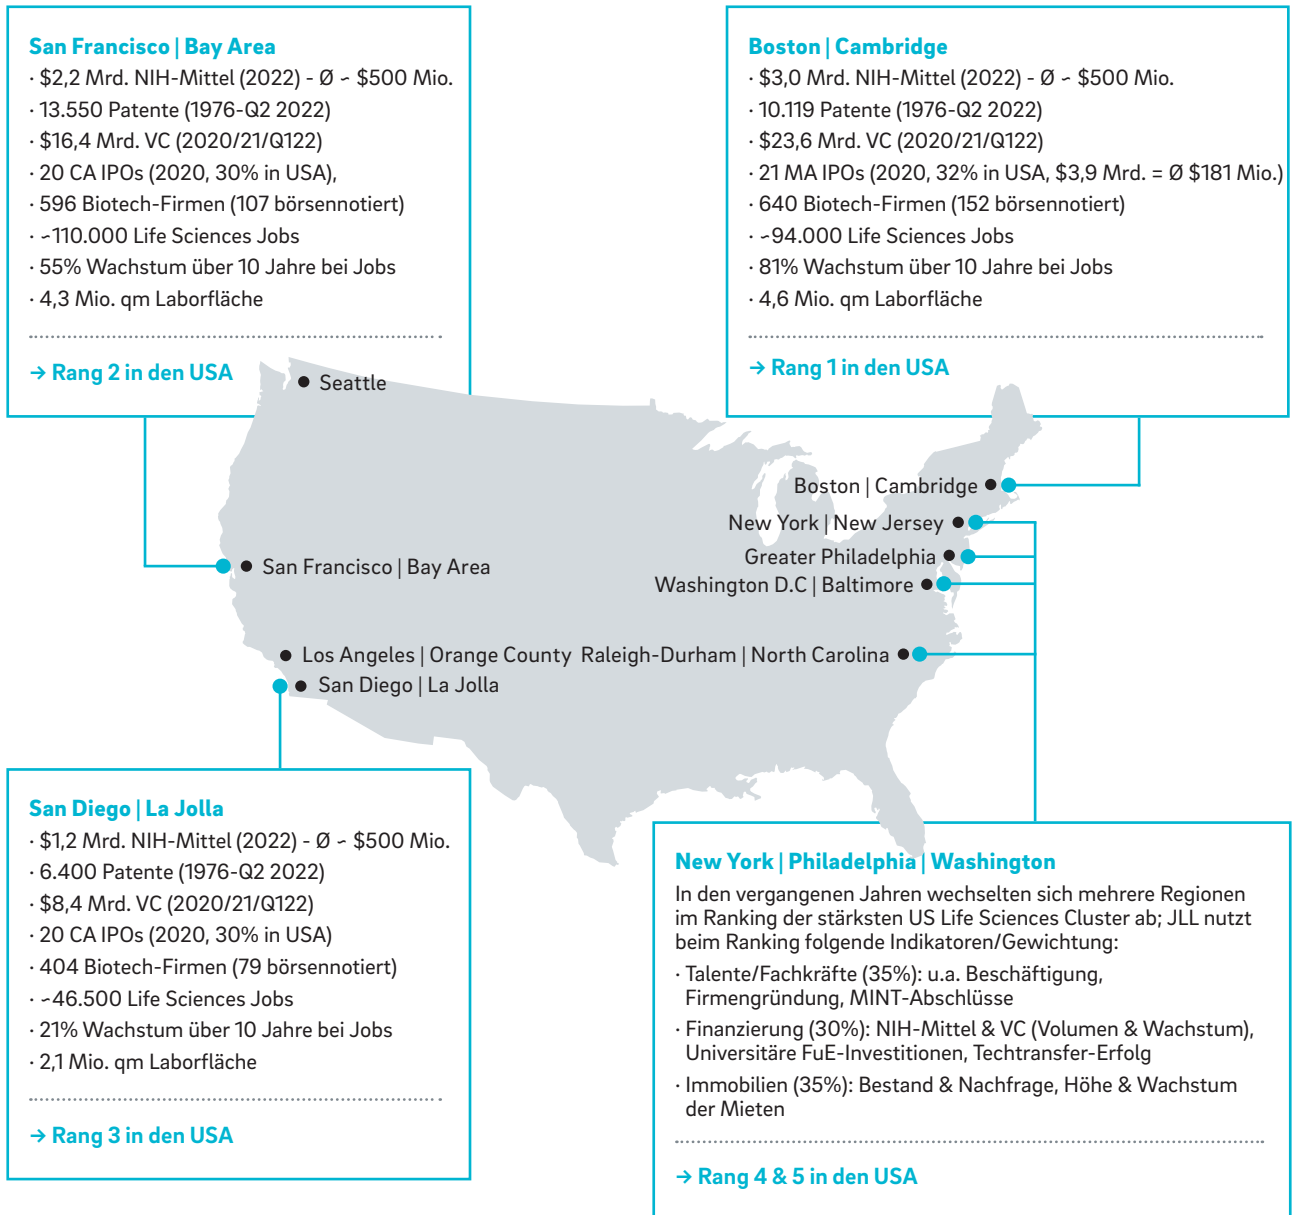 San Francisco | Bay Area
· $2,2 Mrd. NIH-Mittel (2022) - Ø ~ $500 Mio.
· 13.550 Patente (1976-Q2 2022)
· $16,4 Mrd. VC (2020/21/Q122)
· 20 CA IPOs (2020, 30% in USA),
· 596 Biotech-Firmen (107 börsennotiert)
· ~110.000 Life Sciences Jobs
· 55% Wachstum über 10 Jahre bei Jobs
· 4,3 Mio. qm Laborfläche
→ Rang 2 in den USA
Boston | Cambridge
· $3,0 Mrd. NIH-Mittel (2022) - Ø ~ $500 Mio.
· 10.119 Patente (1976-Q2 2022)
· $23,6 Mrd. VC (2020/21/Q122)
· 21 MA IPOs (2020, 32% in USA, $3,9 Mrd. = Ø $181 Mio.)
· 640 Biotech-Firmen (152 börsennotiert)
· ~94.000 Life Sciences Jobs
· 81% Wachstum über 10 Jahre bei Jobs
· 4,6 Mio. qm Laborfläche
→ Rang 1 in den USA
Seattle
Boston | Cambridge
New York | New Jersey
Greater Philadelphia
San Francisco | Bay Area
Washington D.C | Baltimore
Los Angeles | Orange County
Raleigh-Durham | North Carolina
San Diego | La Jolla
San Diego | La Jolla
· $1,2 Mrd. NIH-Mittel (2022) - Ø ~ $500 Mio.
· 6.400 Patente (1976-Q2 2022)
· $8,4 Mrd. VC (2020/21/Q122)
· 20 CA IPOs (2020, 30% in USA)
· 404 Biotech-Firmen (79 börsennotiert)
· ~46.500 Life Sciences Jobs
· 21% Wachstum über 10 Jahre bei Jobs
· 2,1 Mio. qm Laborfläche
→ Rang 3 in den USA
New York | Philadelphia | Washington
In den vergangenen Jahren wechselten sich mehrere Regionen
im Ranking der stärksten US Life Sciences Cluster ab; JLL nutzt
beim Ranking folgende Indikatoren/Gewichtung:
· Talente/Fachkräfte (35%): u.a. Beschäftigung,
Firmengründung, MINT-Abschlüsse
· Finanzierung (30%): NIH-Mittel & VC (Volumen & Wachstum),
Universitäre FuE-Investitionen, Techtransfer-Erfolg
· Immobilien (35%): Bestand & Nachfrage, Höhe & Wachstum
der Mieten
→ Rang 4 & 5 in den USA